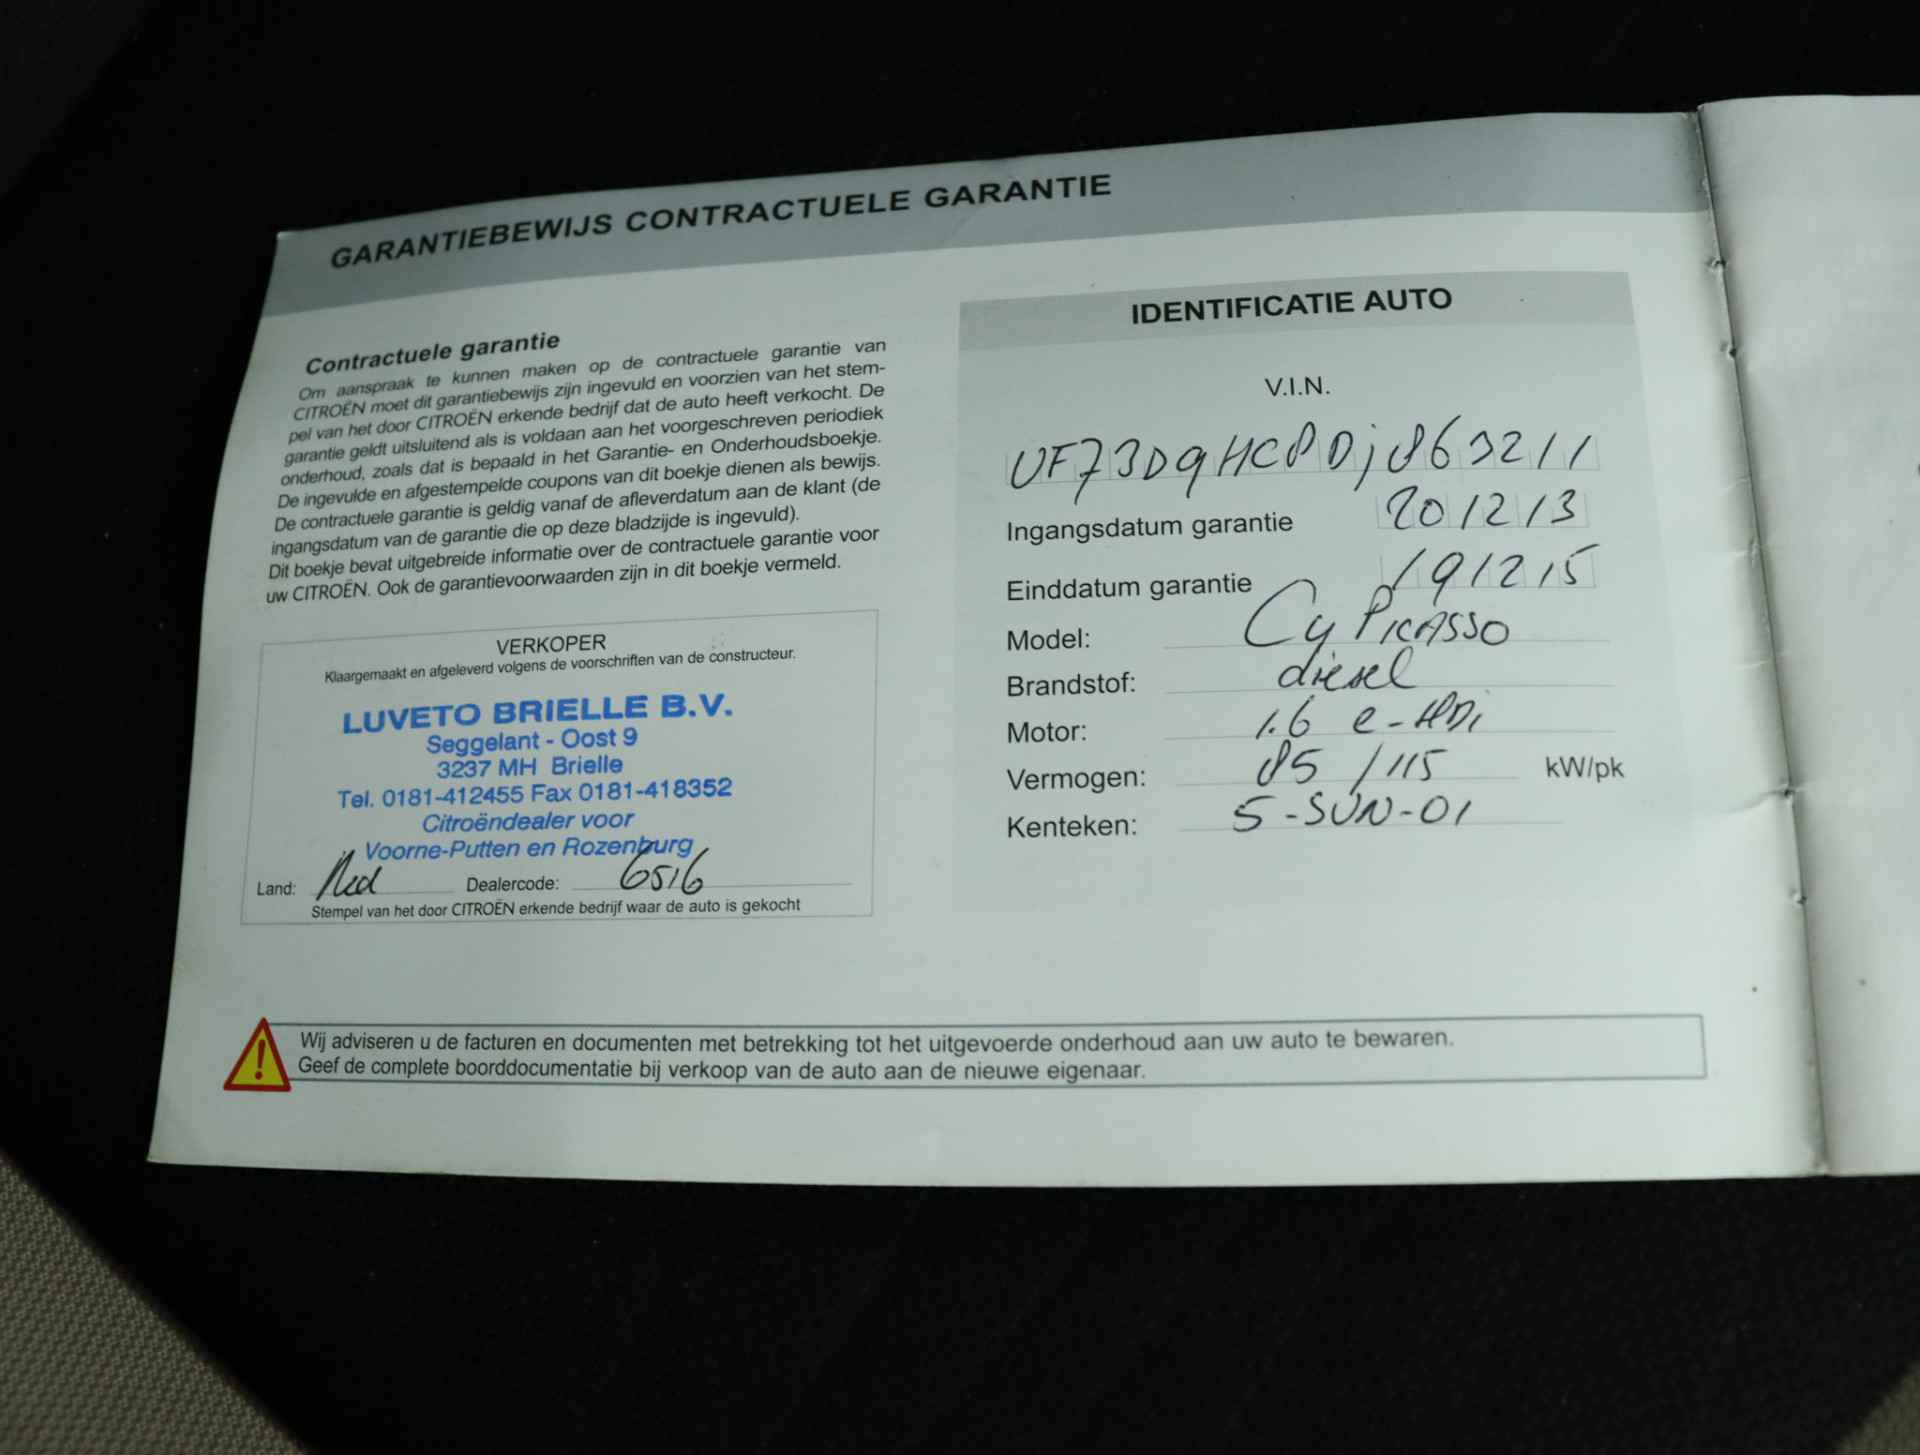 GARANTIEBEWIJS CONTRACTUELE GARANTIE
Contractuele garantie
Om aanspraak te kunnen maken op de contractuele garantie van
CITROËN moet dit garantiebewijs zijn ingevuld en voorzien van het stem-
pel van het door CITROËN erkende bedrijf dat de auto heeft verkocht. De
garantie geldt uitsluitend als is voldaan aan het voorgeschreven periodiek
onderhoud, zoals dat is bepaald in het Garantie- en Onderhoudsboekje.
De ingevulde en afgestempelde coupons van dit boekje dienen als bewijs.
De contractuele garantie is geldig vanaf de afleverdatum aan de klant (de
ingangsdatum van de garantie die op deze bladzijde is ingevuld).
Dit boekje bevat uitgebreide informatie over de contractuele garantie voor
uw CITROËN. Ook de garantievoorwaarden zijn in dit boekje vermeld.
VERKOPER
Klaargemaakt en afgeleverd volgens de voorschriften van de constructeur.
LUVETO BRIELLE B.V.
Seggelant - Oost 9
3237 MH Brielle
Tel. 0181-412455 Fax 0181-418352
Citroëndealer voor
Voorne-Putten en Rozenburg
Land: Ned Dealercode: 6516
Stempel van het door CITROËN erkende bedrijf waar de auto is gekocht
IDENTIFICATIE AUTO
V.I.N.
VF73D9HC8Dj863211
Ingangsdatum garantie 201213
Einddatum garantie 191215
Model: C4 PICASSO
Brandstof: diesel
Motor: 1.6 e-HDi
Vermogen: 85 / 115 kW/pk
Kenteken: 5-SUN-01
Wij adviseren u de facturen en documenten met betrekking tot het uitgevoerde onderhoud aan uw auto te bewaren.
Geef de complete boorddocumentatie bij verkoop van de auto aan de nieuwe eigenaar.